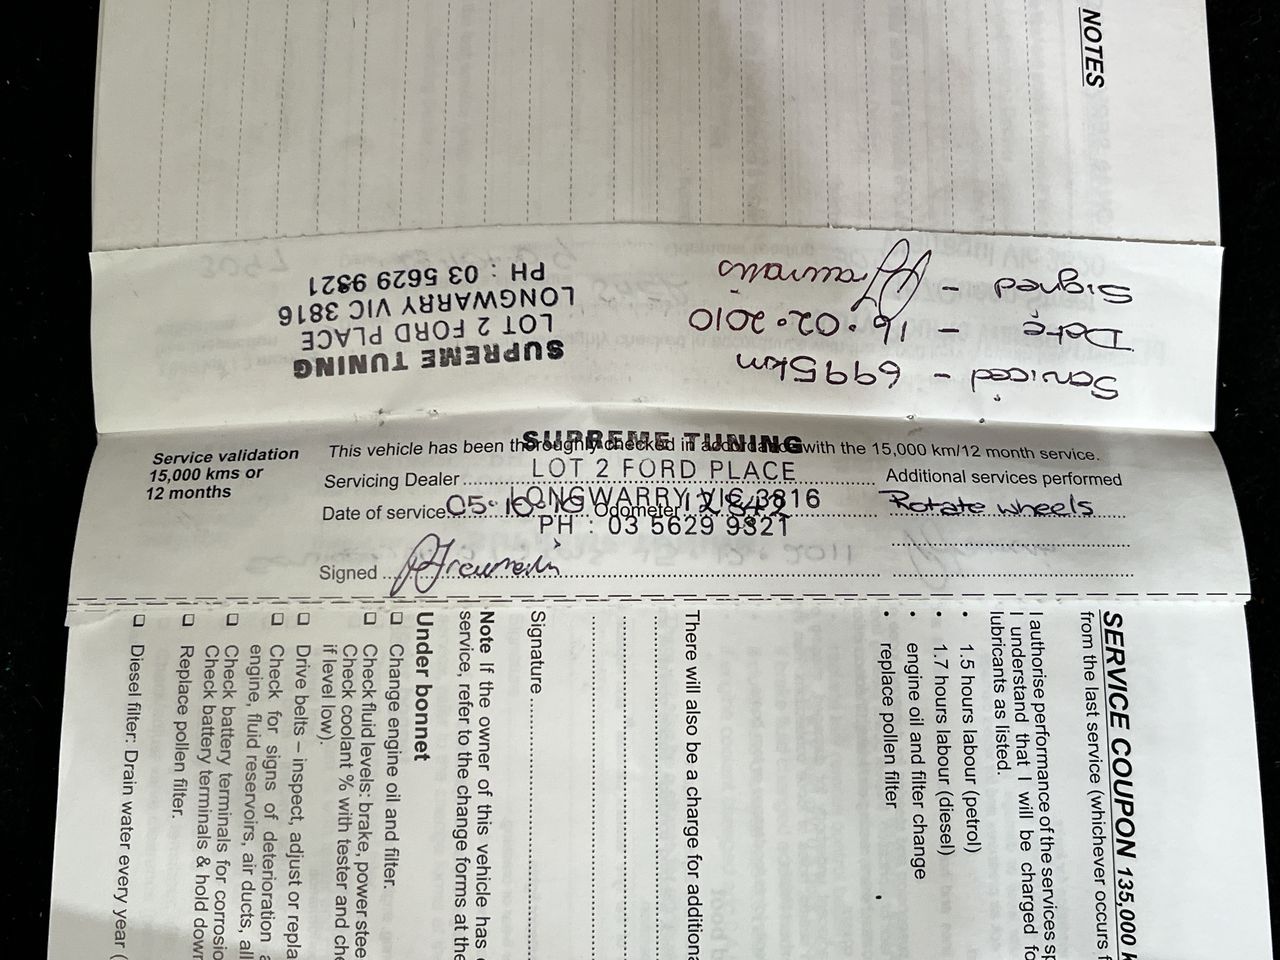 NOTES
SUPREME TUNING
LOT 2 FORD PLACE
LONGWARRY VIC 3816
PH : 03 5629 9821
Serviced - 6995km
Date - 16.02.2010
Signed -
Service validation
15,000 kms or
12 months
This vehicle has been thoroughly checked in accordance with the 15,000 km/12 month service.
SUPREME TUNING
LOT 2 FORD PLACE
LONGWARRY VIC 3816
PH : 03 5629 9821
Servicing Dealer
Date of service 05.10.10 Odometer 12842
Signed
Additional services performed
Rotate wheels
SERVICE COUPON 135,000
from the last service (whichever occurs
I authorise performance of the services
I understand that I will be charged
lubricants as listed.
• 1.5 hours labour (petrol)
• 1.7 hours labour (diesel)
• engine oil and filter change
• replace pollen filter
There will also be a charge for
Signature
Note If the owner of this vehicle has
service, refer to the change forms at the
Under bonnet
❑ Change engine oil and filter.
❑ Check fluid levels: brake, power
Check coolant % with tester and
if level low).
❑ Drive belts – inspect, adjust or
❑ Check for signs of deterioration
engine, fluid reservoirs, air ducts,
❑ Check battery terminals for
Check battery terminals & hold
❑ Replace pollen filter.
❑ Diesel filter: Drain water every year (